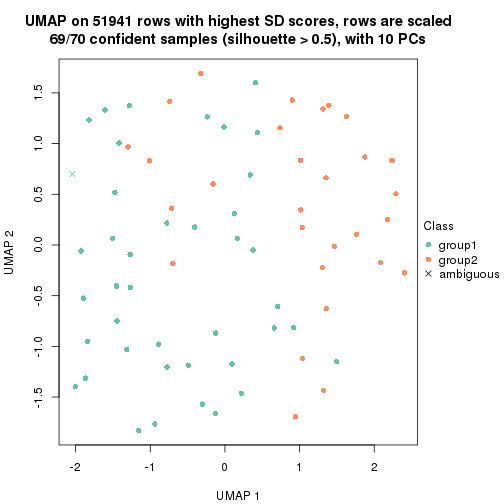 UMAP on 51941 rows with highest SD scores, rows are scaled
69/70 confident samples (silhouette > 0.5), with 10 PCs
1.5
1.0
0.5
0.0
-0.5
-1.0
-1.5
UMAP 2
-2
-1
0
1
2
UMAP 1
Class
group1
group2
ambiguous